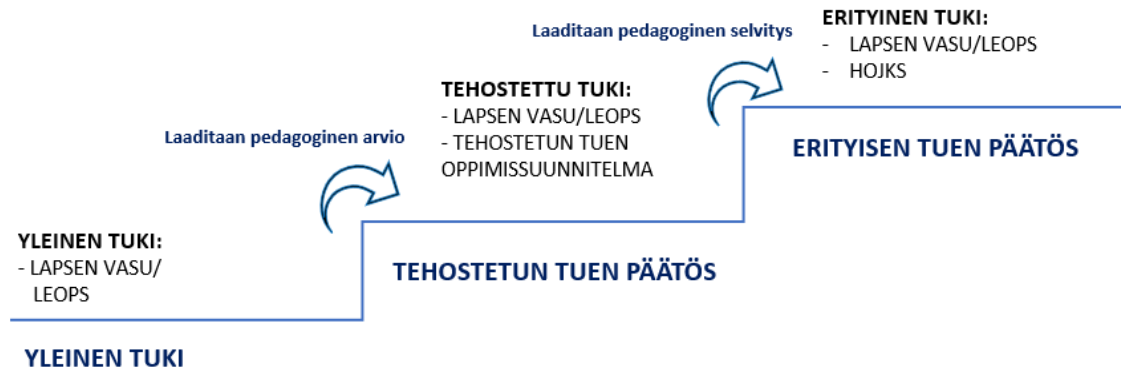 Laaditaan pedagoginen selvitys
ERITYINEN TUKI:
- LAPSEN VASU/LEOPS
- HOJKS
TEHOSTETTU TUKI:
- LAPSEN VASU/LEOPS
- TEHOSTETUN TUEN
OPPIMISSUUNNITELMA
Laaditaan pedagoginen arvio
ERITYISEN TUEN PÄÄTÖS
YLEINEN TUKI:
- LAPSEN VASU/
LEOPS
TEHOSTETUN TUEN PÄÄTÖS
YLEINEN TUKI